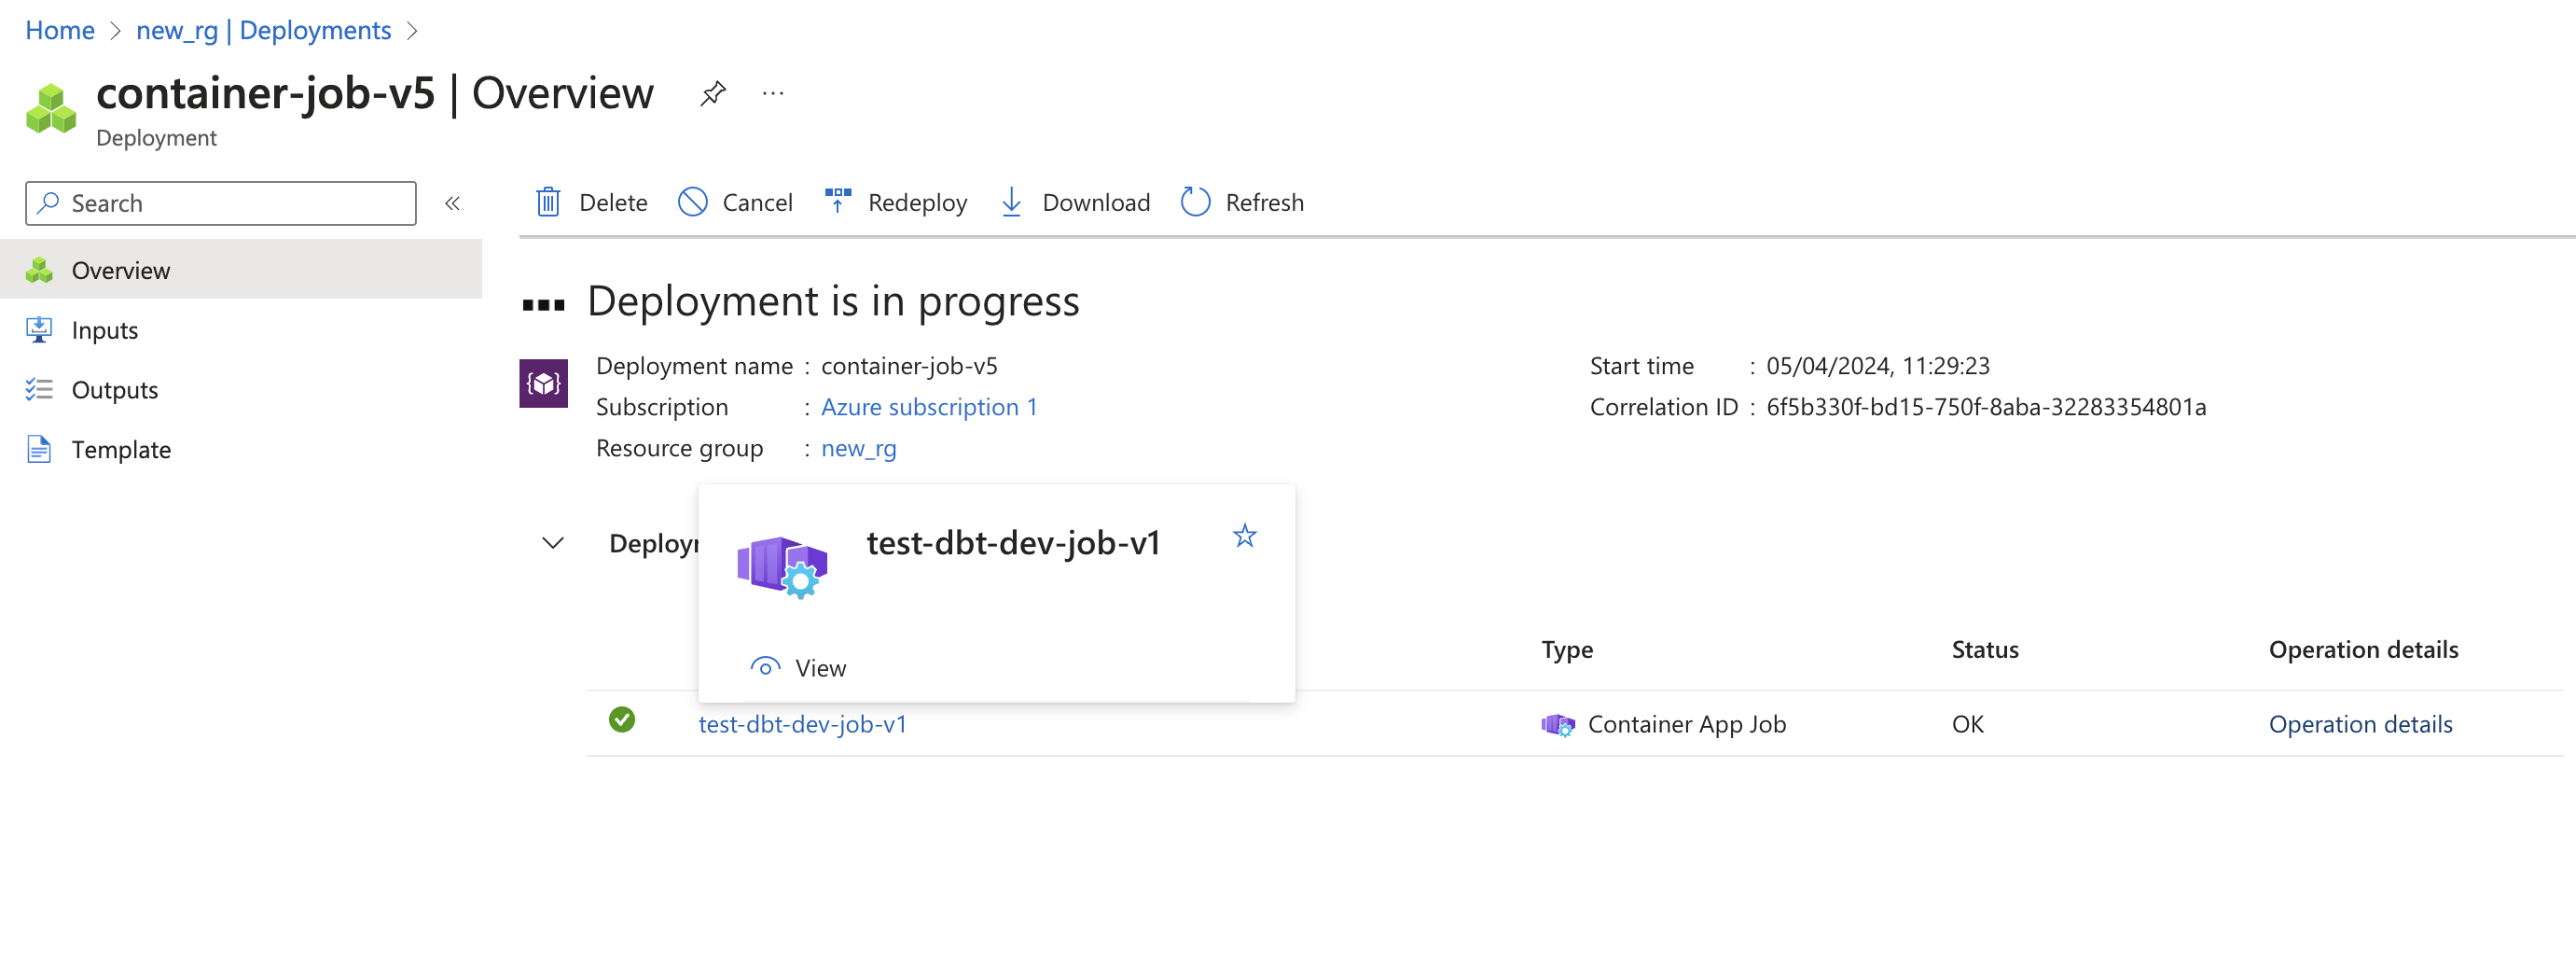 Home > new_rg | Deployments >
container-job-v5 | Overview ...
Deployment
Search «
Delete Cancel Redeploy Download Refresh
Overview
Inputs
Outputs
Template
Deployment is in progress
Deployment name : container-job-v5
Subscription : Azure subscription 1
Resource group : new_rg
Start time : 05/04/2024, 11:29:23
Correlation ID : 6f5b330f-bd15-750f-8aba-32283354801a
test-dbt-dev-job-v1
View
Type Status Operation details
test-dbt-dev-job-v1 Container App Job OK Operation details